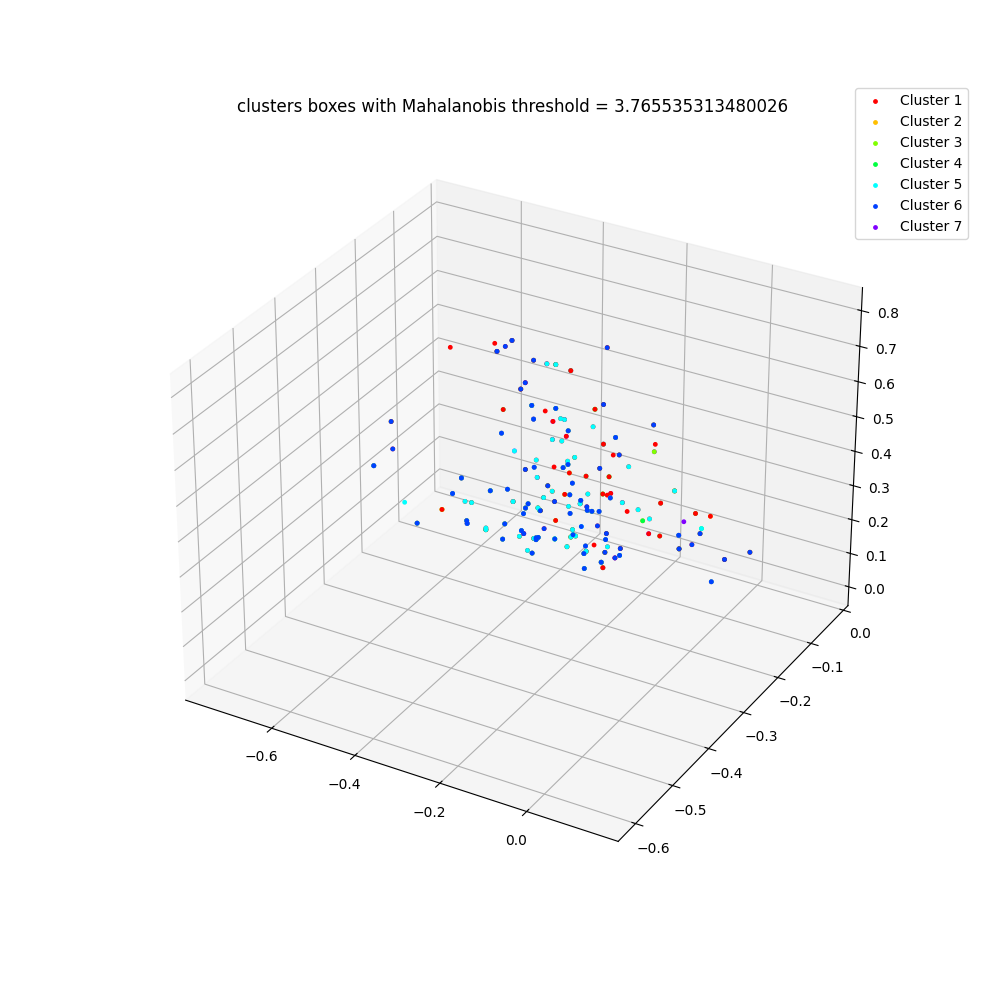 clusters boxes with Mahalanobis threshold = 3.765535313480026
Cluster 1
Cluster 2
Cluster 3
Cluster 4
Cluster 5
Cluster 6
Cluster 7
0.8
0.7
0.6
0.5
0.4
0.3
0.2
0.1
0.0
0.0
−0.1
−0.2
−0.3
−0.4
−0.5
−0.6
−0.6
−0.4
−0.2
0.0